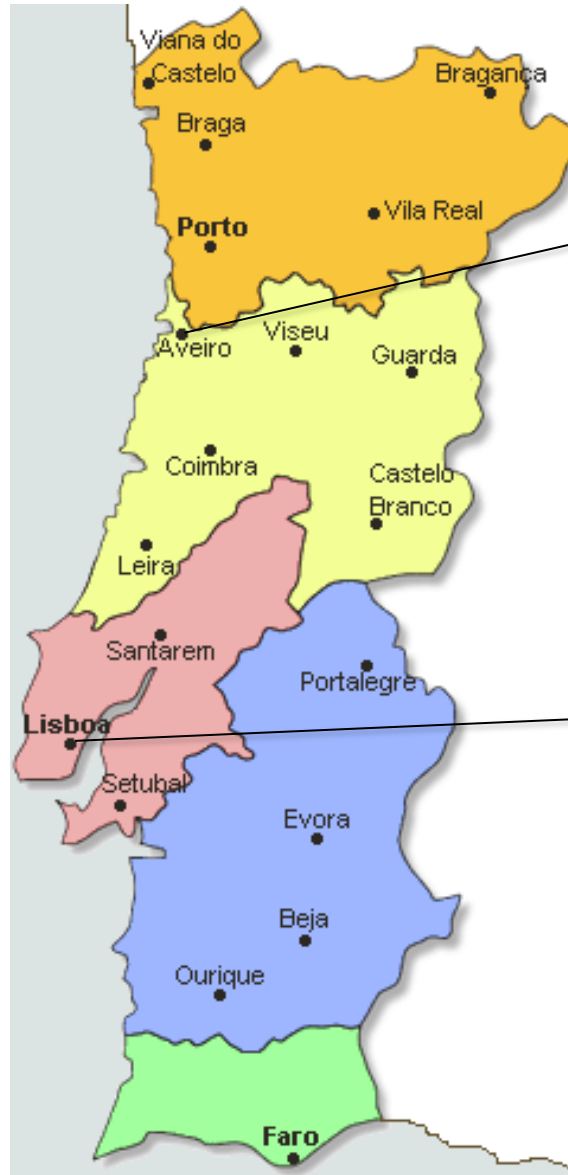 Viana do
Castelo
Bragança
Braga
Vila Real
Porto
Viseu
Aveiro
Guarda
Coimbra
Castelo
Branco
Leira
Santarem
Portalegre
Lisboa
Setubal
Evora
Beja
Ourique
Faro